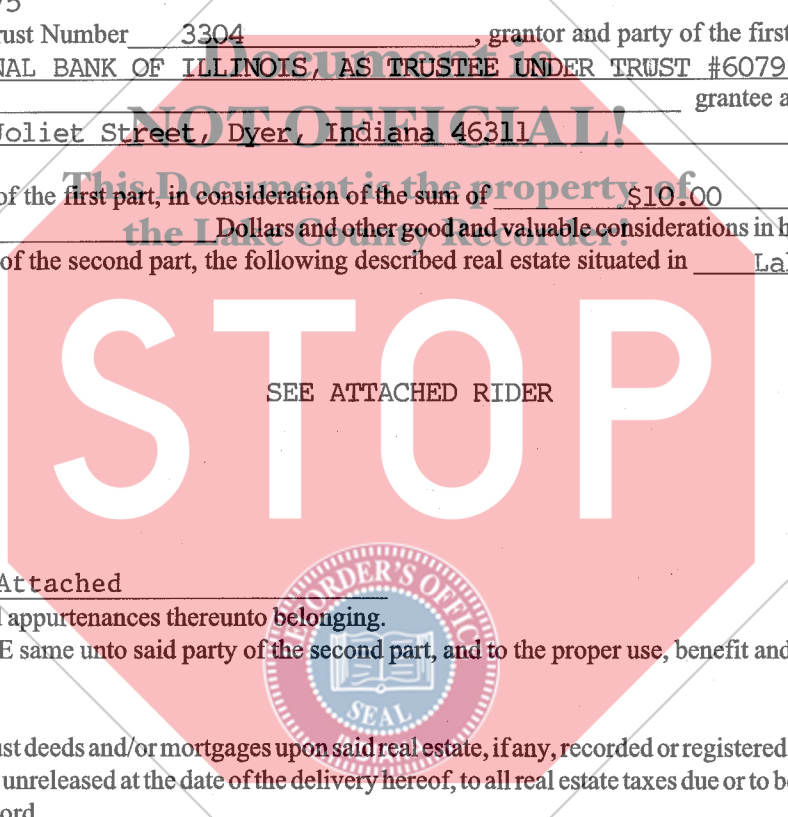 rust Number 3304 , grantor and party of the first
NAL BANK OF ILLINOIS, AS TRUSTEE UNDER TRUST #6079
grantee a
Joliet Street, Dyer, Indiana 46311
of the first part, in consideration of the sum of $10.00
Dollars and other good and valuable considerations in h
of the second part, the following described real estate situated in La
Document is
NOT OFFICIAL!
This Document is the property of
the Lake County Recorder!
STOP
SEE ATTACHED RIDER
Attached
appurtenances thereunto belonging.
E same unto said party of the second part, and to the proper use, benefit and
RECORDER'S OFFIC
SEAL
INDIANA
ust deeds and/or mortgages upon said real estate, if any, recorded or registered
unreleased at the date of the delivery hereof, to all real estate taxes due or to b
ord